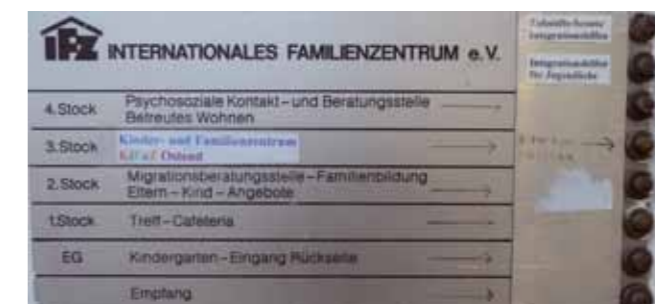 IFZ INTERNATIONALES FAMILIENZENTRUM e.V.
4.Stock Psychosoziale Kontakt-und Beratungsstelle
Betreutes Wohnen
3.Stock Kinder- und Familienzentrum
KiFaZ Ostend
2.Stock Migrationsberatungsstelle-Familienbildung
Eltern-Kind-Angebote
1.Stock Treff-Cafeteria
EG Kindergarten-Eingang Rückseite
Empfang
Integrationshilfe
für Jugendliche